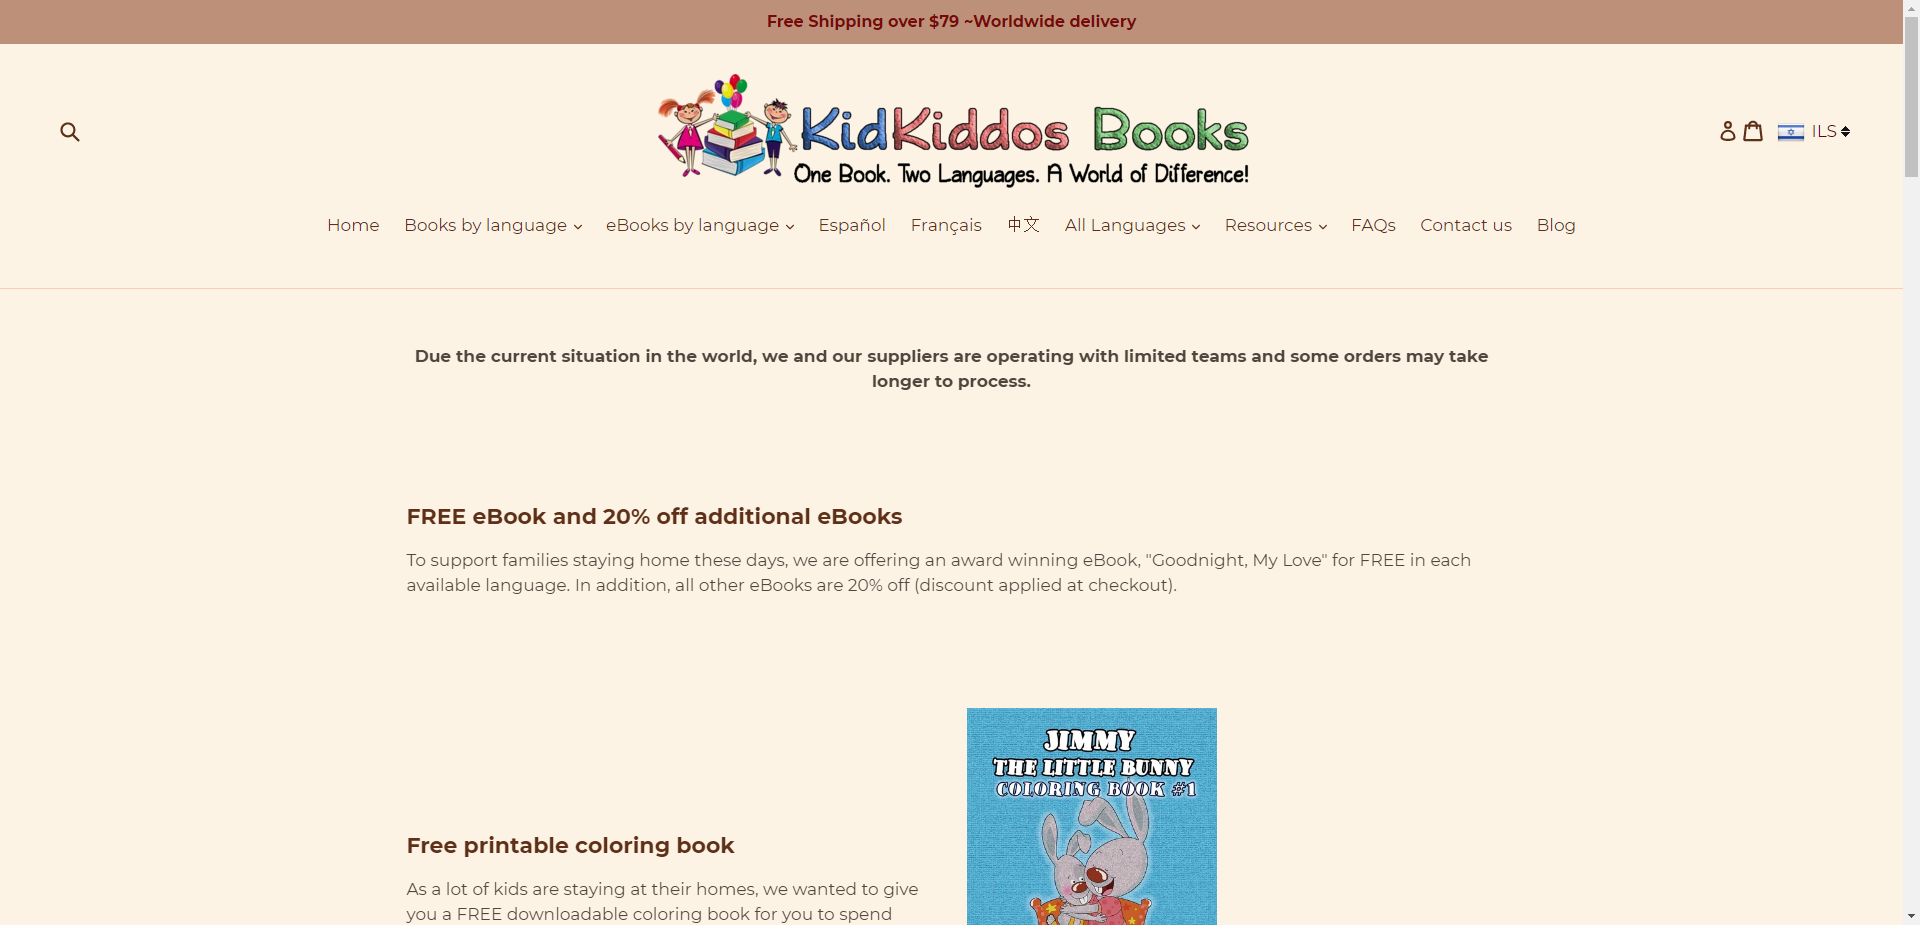 Free Shipping over $79 ~Worldwide delivery
KidKiddos Books
One Book. Two Languages. A World of Difference!
ILS
Home Books by language eBooks by language Español Français 中文 All Languages Resources FAQs Contact us Blog
Due the current situation in the world, we and our suppliers are operating with limited teams and some orders may take
longer to process.
FREE eBook and 20% off additional eBooks
To support families staying home these days, we are offering an award winning eBook, "Goodnight, My Love" for FREE in each
available language. In addition, all other eBooks are 20% off (discount applied at checkout).
JIMMY
THE LITTLE BUNNY
COLORING BOOK #1
Free printable coloring book
As a lot of kids are staying at their homes, we wanted to give
you a FREE downloadable coloring book for you to spend